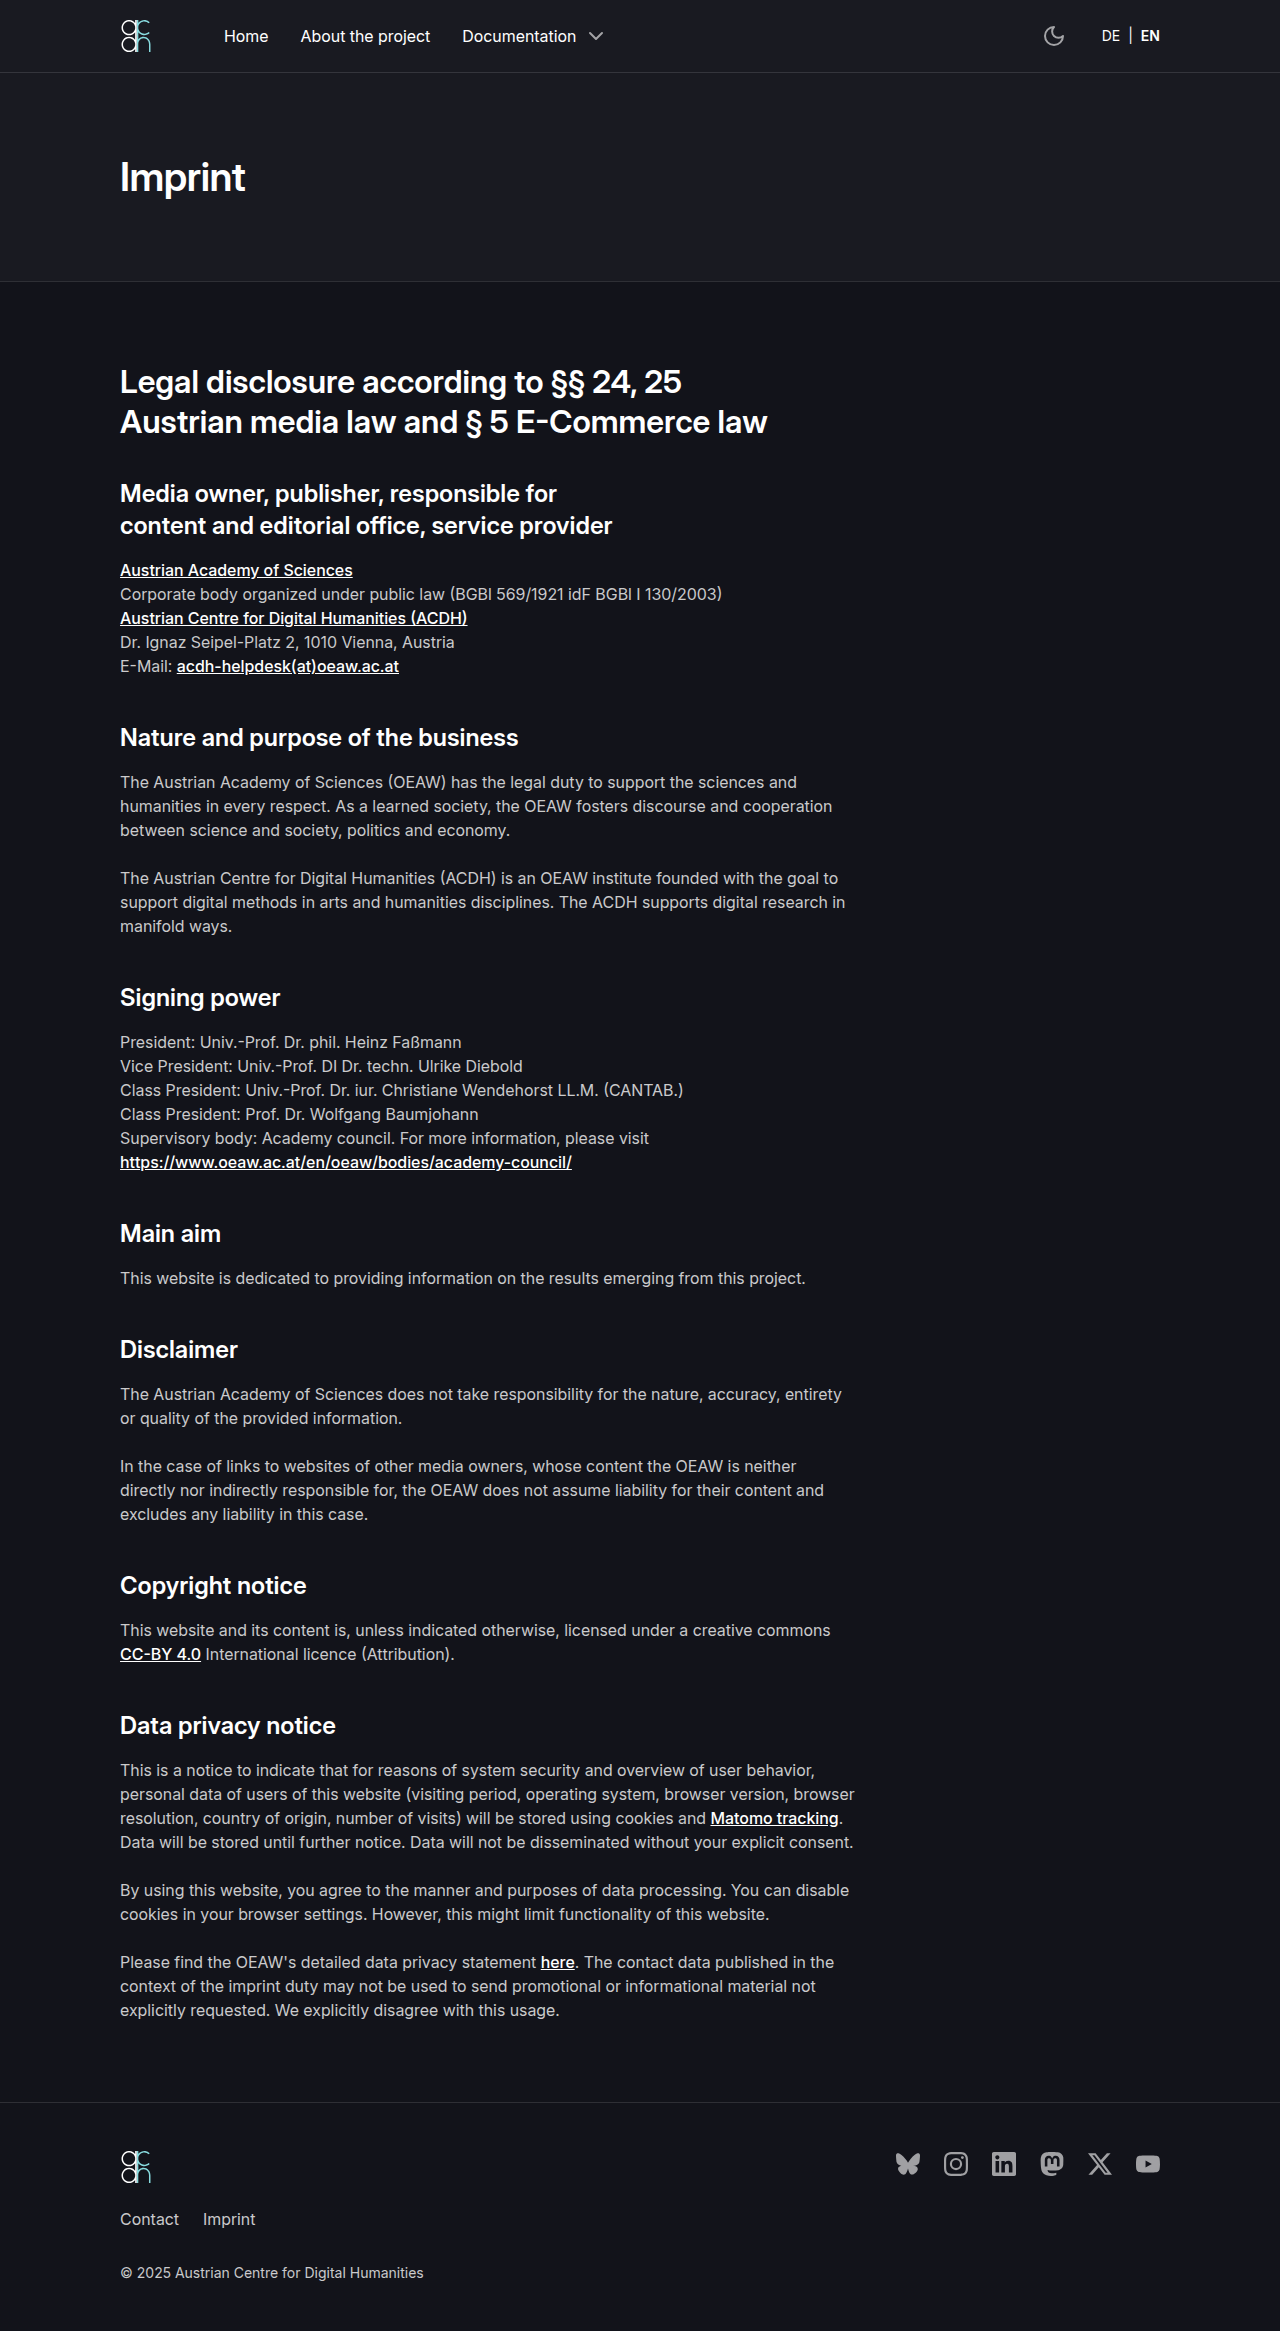 Home
About the project
Documentation
DE | EN
Imprint
Legal disclosure according to §§ 24, 25
Austrian media law and § 5 E-Commerce law
Media owner, publisher, responsible for
content and editorial office, service provider
Austrian Academy of Sciences
Corporate body organized under public law (BGBl 569/1921 idF BGBl I 130/2003)
Austrian Centre for Digital Humanities (ACDH)
Dr. Ignaz Seipel-Platz 2, 1010 Vienna, Austria
E-Mail: acdh-helpdesk(at)oeaw.ac.at
Nature and purpose of the business
The Austrian Academy of Sciences (OEAW) has the legal duty to support the sciences and
humanities in every respect. As a learned society, the OEAW fosters discourse and cooperation
between science and society, politics and economy.
The Austrian Centre for Digital Humanities (ACDH) is an OEAW institute founded with the goal to
support digital methods in arts and humanities disciplines. The ACDH supports digital research in
manifold ways.
Signing power
President: Univ.-Prof. Dr. phil. Heinz Faßmann
Vice President: Univ.-Prof. DI Dr. techn. Ulrike Diebold
Class President: Univ.-Prof. Dr. iur. Christiane Wendehorst LL.M. (CANTAB.)
Class President: Prof. Dr. Wolfgang Baumjohann
Supervisory body: Academy council. For more information, please visit
https://www.oeaw.ac.at/en/oeaw/bodies/academy-council/
Main aim
This website is dedicated to providing information on the results emerging from this project.
Disclaimer
The Austrian Academy of Sciences does not take responsibility for the nature, accuracy, entirety
or quality of the provided information.
In the case of links to websites of other media owners, whose content the OEAW is neither
directly nor indirectly responsible for, the OEAW does not assume liability for their content and
excludes any liability in this case.
Copyright notice
This website and its content is, unless indicated otherwise, licensed under a creative commons
CC-BY 4.0 International licence (Attribution).
Data privacy notice
This is a notice to indicate that for reasons of system security and overview of user behavior,
personal data of users of this website (visiting period, operating system, browser version, browser
resolution, country of origin, number of visits) will be stored using cookies and Matomo tracking.
Data will be stored until further notice. Data will not be disseminated without your explicit consent.
By using this website, you agree to the manner and purposes of data processing. You can disable
cookies in your browser settings. However, this might limit functionality of this website.
Please find the OEAW's detailed data privacy statement here. The contact data published in the
context of the imprint duty may not be used to send promotional or informational material not
explicitly requested. We explicitly disagree with this usage.
Contact
Imprint
© 2025 Austrian Centre for Digital Humanities